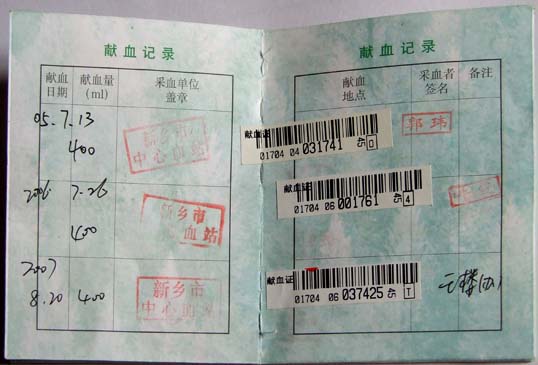 献血记录
献血日期
献血量(ml)
采血单位盖章
05.7.13
400
新乡市
中心血站
2006. 7.26
400
新乡市
血站
2007
8.20 400
新乡市
中心血站
献血记录
献血地点
采血者签名
备注
献血证
01704 04 031741
郭玮
献血证
01704 06 001761
献血证
01704 06 037425